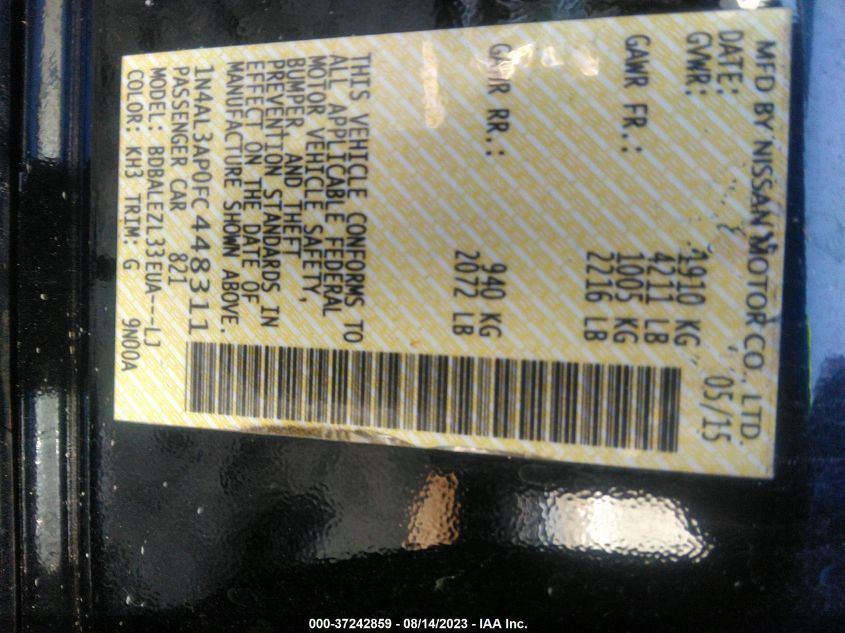 MFD BY NISSAN MOTOR CO., LTD.
DATE: 05/15
GVWR: 1910 KG
4211 LB
GAWR FR.: 1005 KG
2216 LB
GAWR RR.: 940 KG
2072 LB
THIS VEHICLE CONFORMS TO
ALL APPLICABLE FEDERAL
MOTOR VEHICLE SAFETY,
BUMPER, AND THEFT
PREVENTION STANDARDS IN
EFFECT ON THE DATE OF
MANUFACTURE SHOWN ABOVE.
1N4AL3AP0FC448311
PASSENGER CAR 821
MODEL: BDBALEZL33EUA---LJ
COLOR: KH3 TRIM: G 9N00A
000-37242859 - 08/14/2023 - IAA Inc.